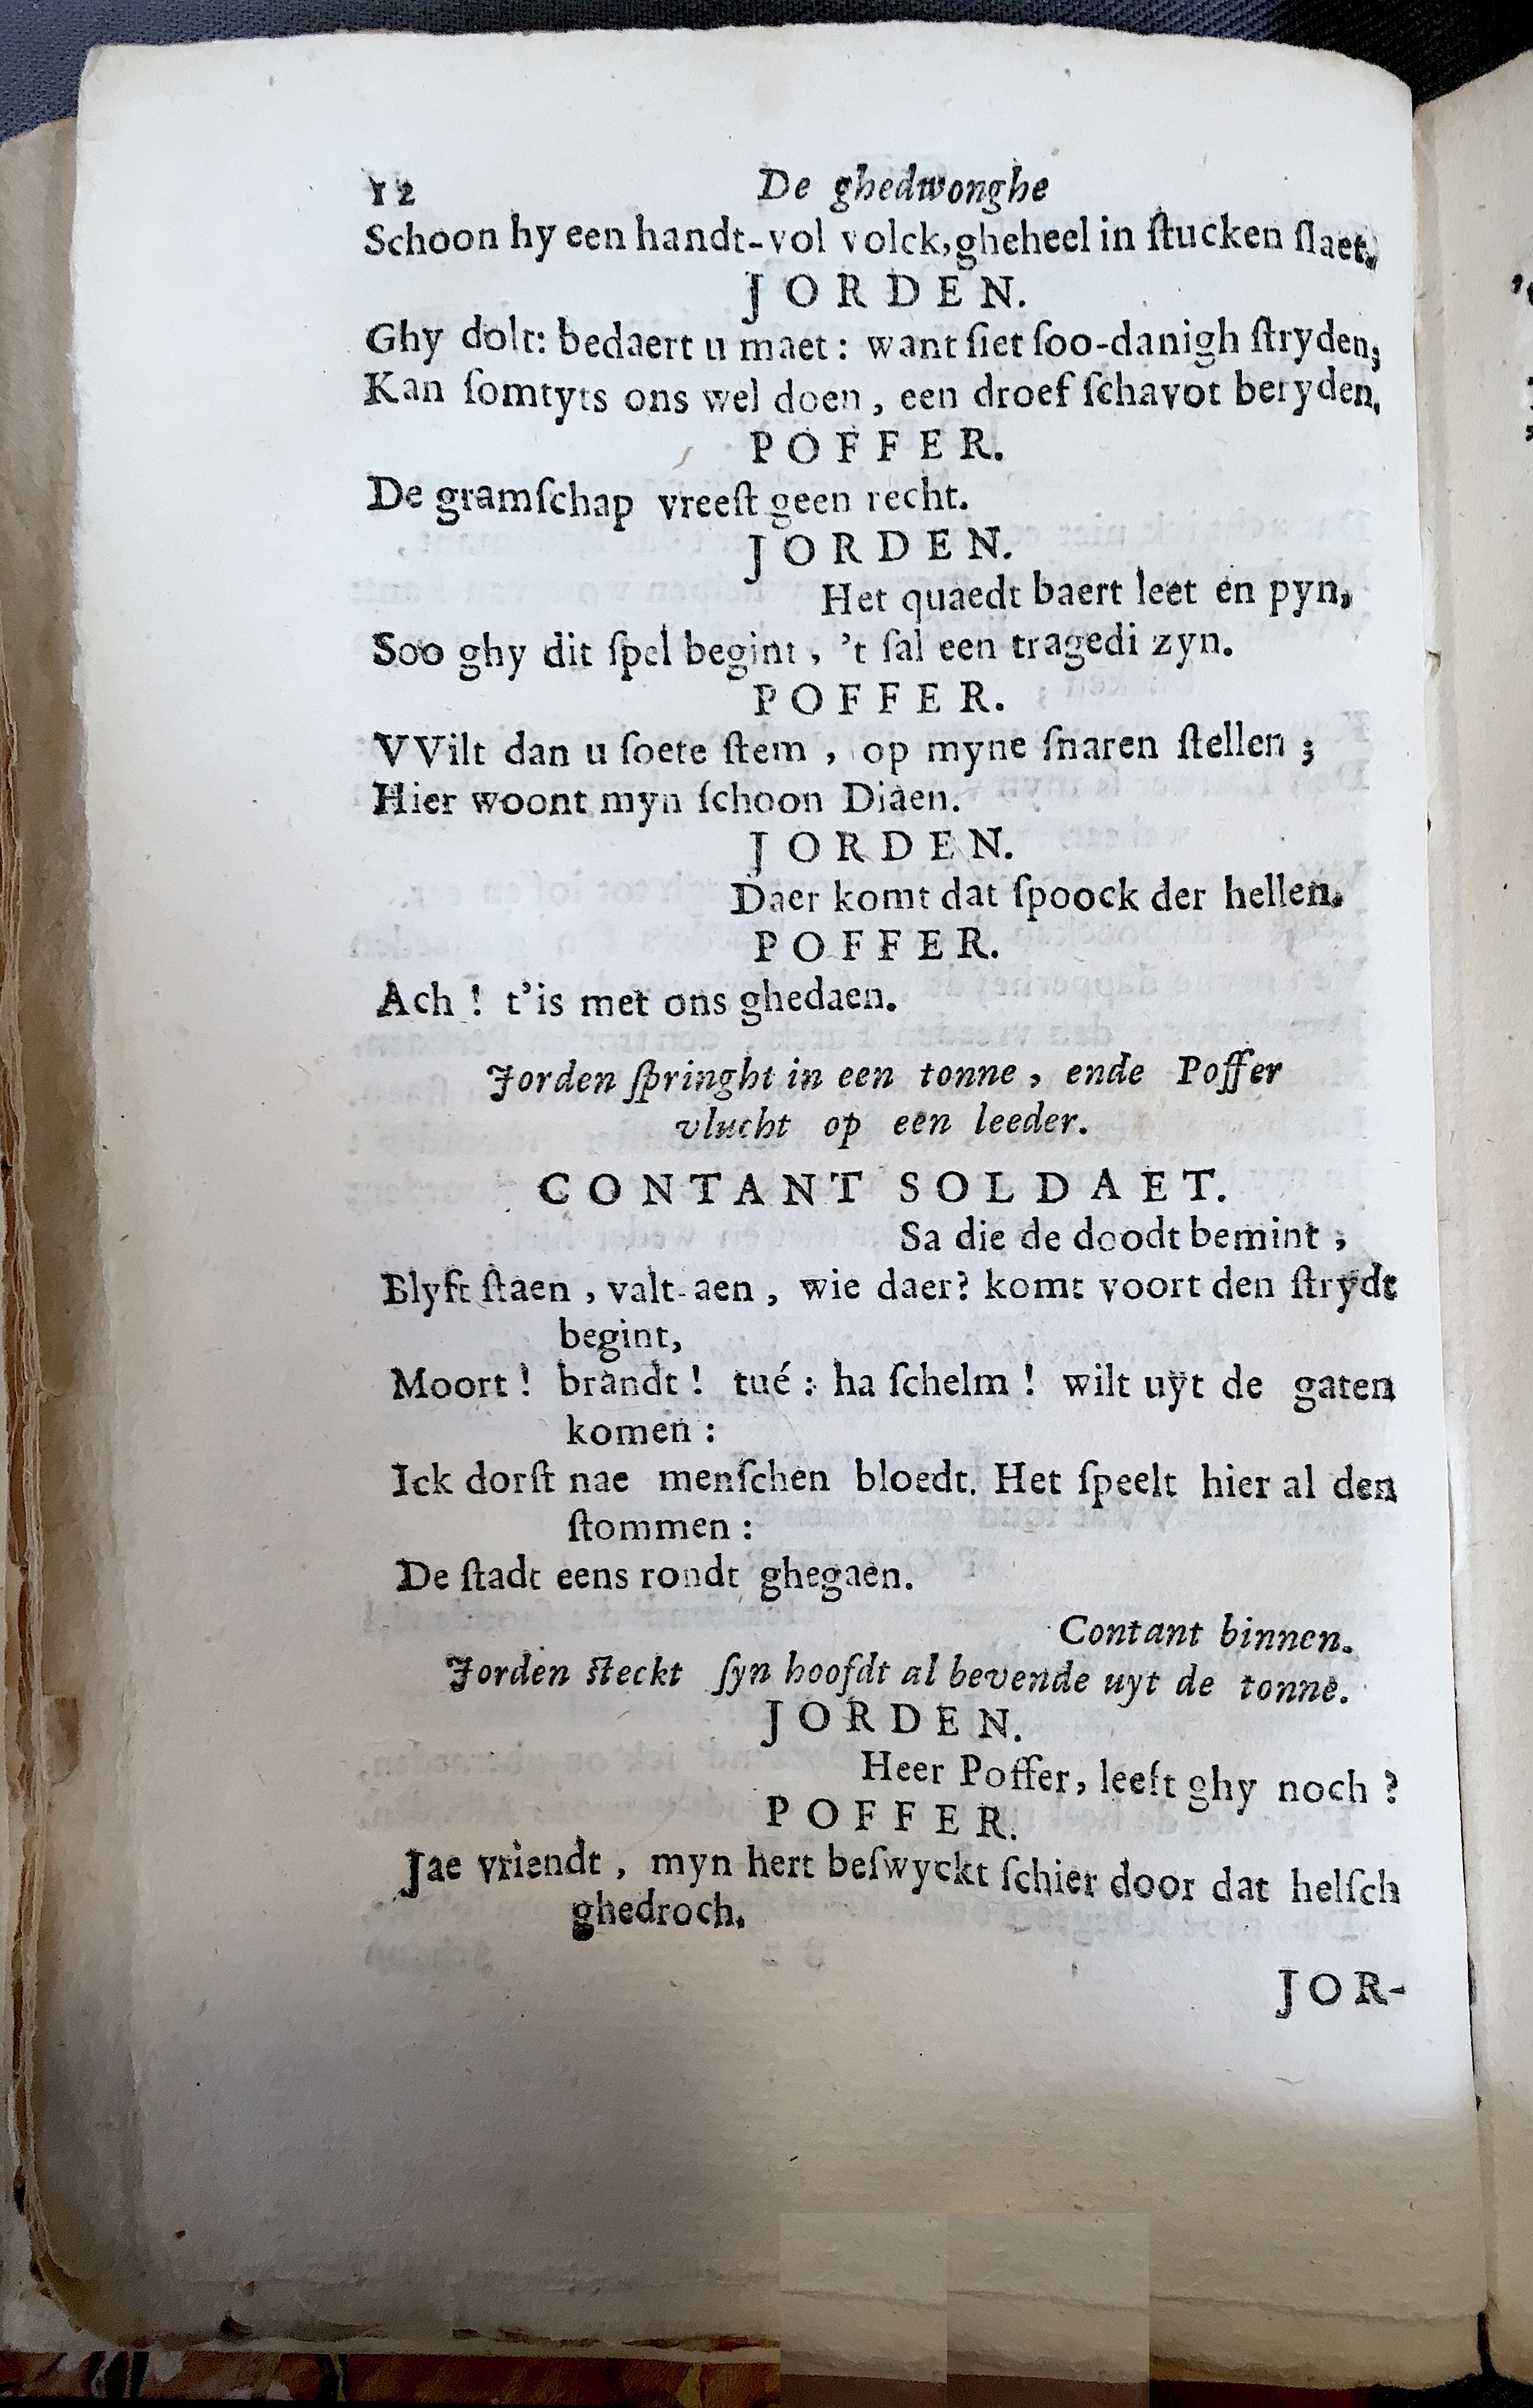 12 De ghedwonghe
Schoon hy een handt-vol volck, gheheel in ſtucken ſlaet.
JORDEN.
Ghy dolt: bedaert u maet: want ſiet ſoo-danigh ſtryden,
Kan ſomtyts ons wel doen, een droef ſchavot betyden.
POFFER.
De gramſchap vreeſt geen recht.
JORDEN.
Het quaedt baert leet en pyn,
Soo ghy dit ſpel begint, 't ſal een tragedi zyn.
POFFER.
VVilt dan u ſoete ſtem, op myne ſnaren ſtellen;
Hier woont myn ſchoon Diaen.
JORDEN.
Daer komt dat ſpoock der hellen.
POFFER.
Ach! t'is met ons ghedaen.
Jorden ſpringht in een tonne, ende Poffer
vlucht op een leeder.
CONTANT SOLDAET.
Sa die de doodt bemint,
Blyft ſtaen, valt-aen, wie daer? komt voort den ſtrydt
begint,
Moort! brandt! tué: ha ſchelm! wilt uyt de gaten
komen:
Ick dorſt nae menſchen bloedt. Het ſpeelt hier al den
ſtommen:
De ſtadt eens rondt ghegaen.
Contant binnen.
Jorden ſteckt ſyn hoofdt al bevende uyt de tonne.
JORDEN.
Heer Poffer, leeft ghy noch?
POFFER.
Jae vriendt, myn hert beſwyckt ſchier door dat helſch
ghedroch.
JOR-